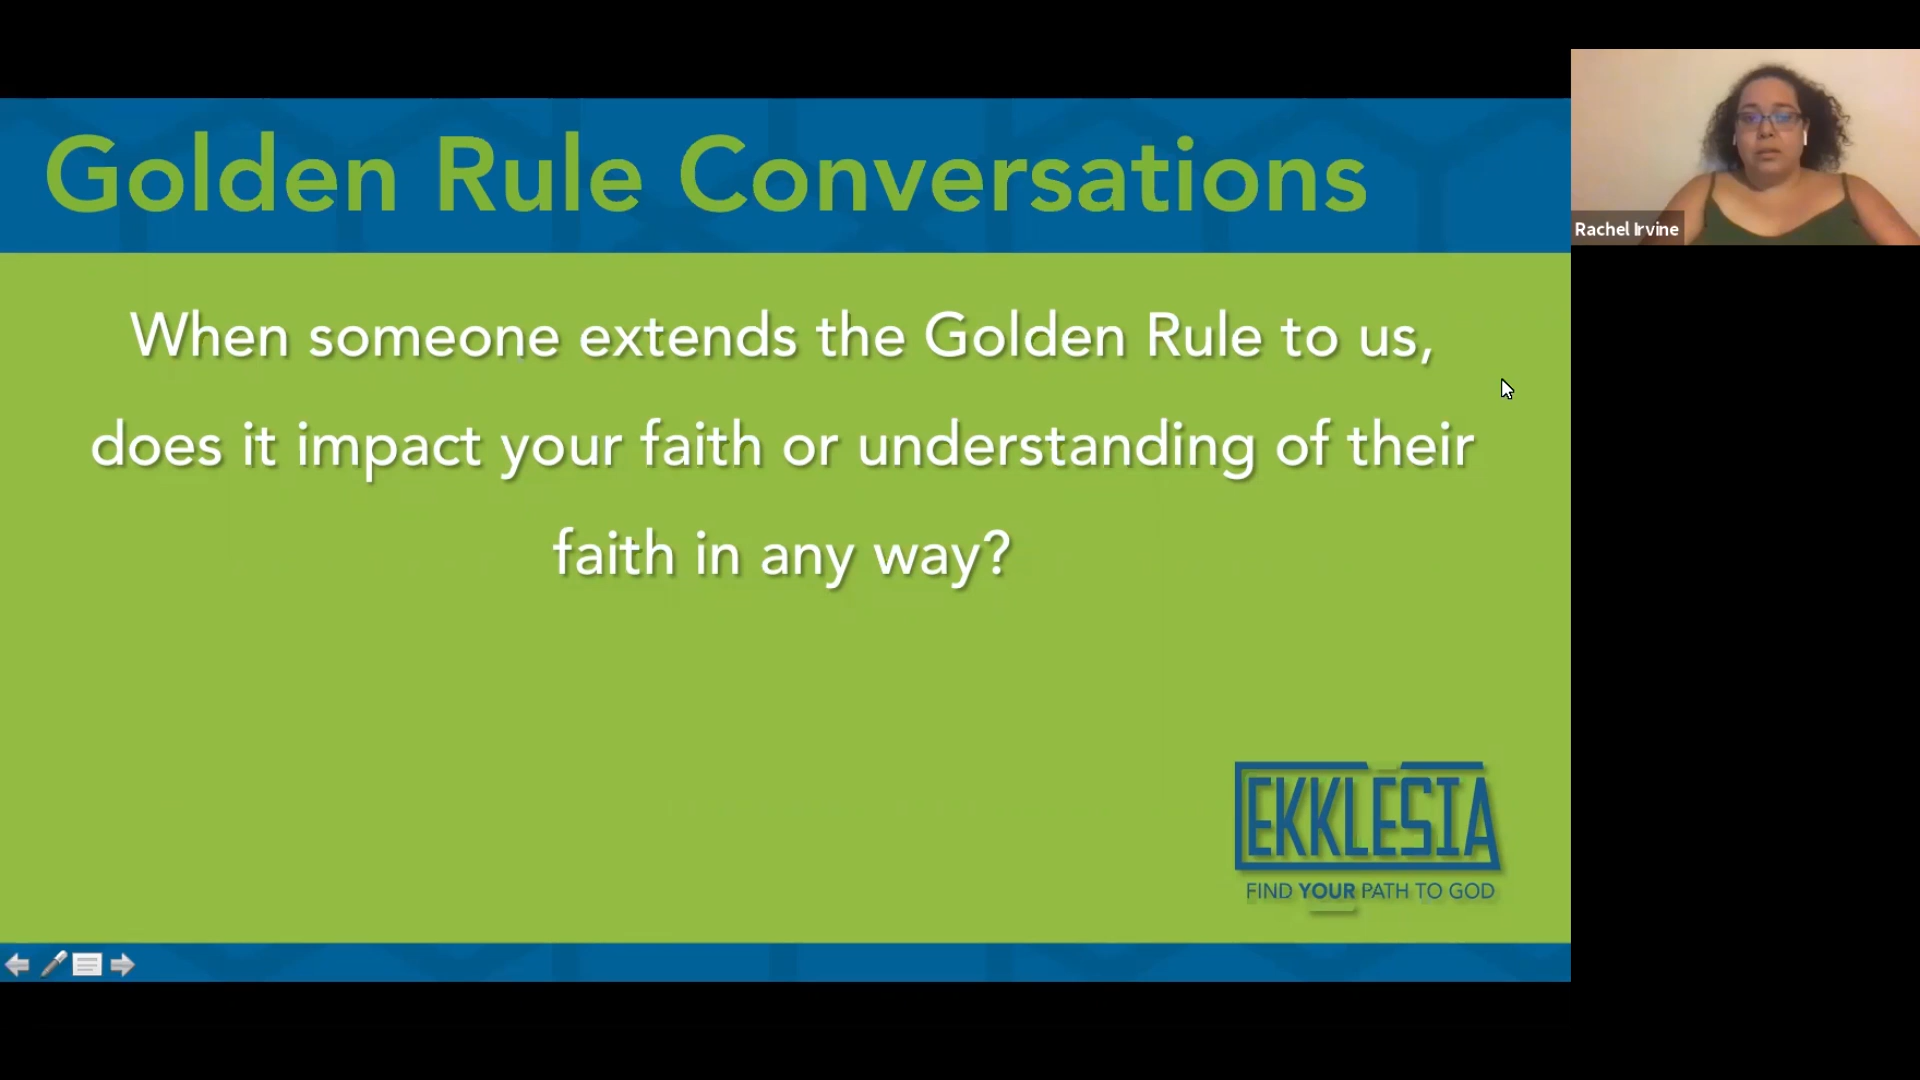 Golden Rule Conversations
When someone extends the Golden Rule to us,
does it impact your faith or understanding of their
faith in any way?
EKKLESIA
FIND YOUR PATH TO GOD
Rachel Irvine